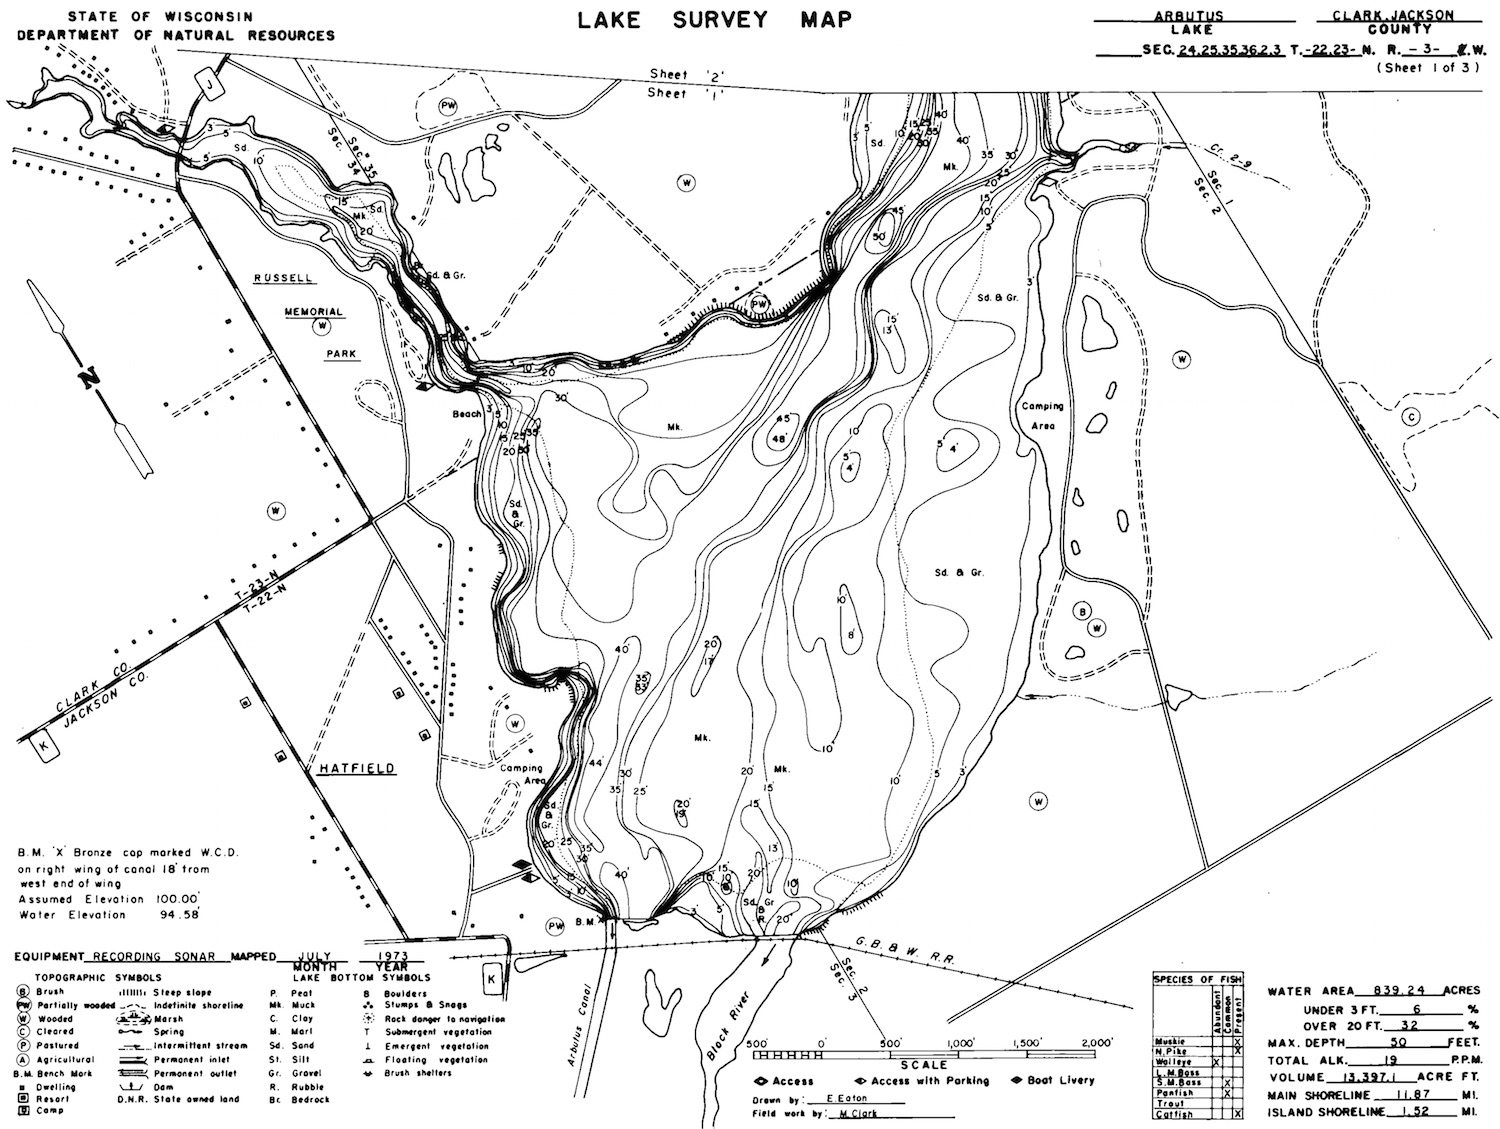 STATE OF WISCONSIN
DEPARTMENT OF NATURAL RESOURCES
LAKE SURVEY MAP
ARBUTUS
LAKE
CLARK, JACKSON
COUNTY
SEC. 24,25,35,36,2,3 T. -22,23- N. R. -3- W.
(Sheet 1 of 3)
Sheet '2'
Sheet '1'
J
PW
W
Sec. 35
Sec. 34
Cr. 2-9
Sec. 1
Sec. 2
3' 5' Sd. 10'
5'
15' Sd.
Mk.
20'
Sd. & Gr.
3' 5' Sd. 10' 15' 20' 25' 30' 35' 40'
40' 35' 30' 25' 20' 15' 10' 5'
Mk.
45'
50'
RUSSELL
MEMORIAL
W
PARK
PW
Sd. & Gr.
3'
15'
13'
W
N
3' 10' 20' 30'
Beach
3' 5' 10' 15' 20' 25' 30' 35'
Mk.
45'
48'
10'
5'
4'
5' 4'
Camping
Area
C
Sd.
&
Gr.
W
T-23-N
T-22-N
Sd. & Gr.
10'
8'
B
W
CLARK CO.
JACKSON CO.
K
40'
35'
33'
20'
17'
W
Mk.
10'
HATFIELD
Camping
Area
44'
30'
35' 25'
20'
Mk.
15'
10' 5' 3'
W
Sd.
&
Gr.
20'
19'
15'
13'
20' 25' 35' 30'
5' 3' 15' 10'
40'
15'
10' 10'
20'
10'
3' 5'
Sd. Gr.
&
R. 20'
B.M. 'X' Bronze cap marked W.C.D.
on right wing of canal 18' from
west end of wing
Assumed Elevation 100.00'
Water Elevation 94.58'
PW
B.M. X
G. B. & W. R. R.
Sec. 2
Sec. 3
K
Arbutus Canal
Black River
EQUIPMENT RECORDING SONAR MAPPED JULY 1973
MONTH YEAR
TOPOGRAPHIC SYMBOLS
B Brush
PW Partially wooded
W Wooded
C Cleared
P Pastured
A Agricultural
B.M. Bench Mark
Dwelling
Resort
Camp
Steep slope
Indefinite shoreline
Marsh
Spring
Intermittent stream
Permanent inlet
Permanent outlet
Dam
D.N.R. State owned land
LAKE BOTTOM SYMBOLS
P. Peat
Mk. Muck
C. Clay
M. Marl
Sd. Sand
St. Silt
Gr. Gravel
R. Rubble
Br. Bedrock
B Boulders
Stumps & Snags
Rock danger to navigation
T Submergent vegetation
Emergent vegetation
Floating vegetation
Brush shelters
500' 0' 500' 1,000' 1,500' 2,000'
SCALE
Access
Access with Parking
Boat Livery
Drawn by: E. Eaton
Field work by: M. Clark
SPECIES OF FISH
Abundant
Common
Present
Muskie X
N. Pike X
Walleye X
L.M. Bass
S.M. Bass X
Panfish X
Trout
Catfish X
WATER AREA 839.24 ACRES
UNDER 3 FT. 6 %
OVER 20 FT. 32 %
MAX. DEPTH 50 FEET.
TOTAL ALK. 19 P.P.M.
VOLUME 13,397.1 ACRE FT.
MAIN SHORELINE 11.87 MI.
ISLAND SHORELINE 1.52 MI.